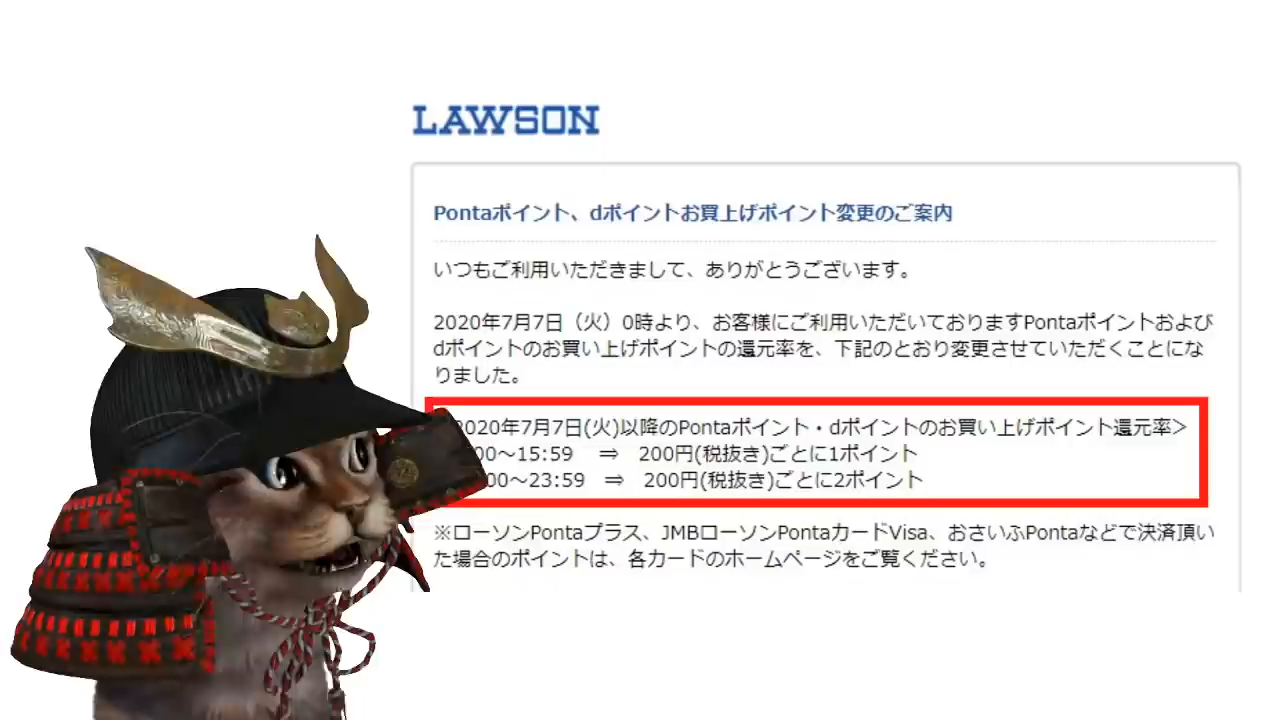 LAWSON
Pontaポイント、dポイントお買上げポイント変更のご案内
いつもご利用いただきまして、ありがとうございます。
2020年7月7日（火）0時より、お客様にご利用いただいておりますPontaポイントおよび
dポイントのお買い上げポイントの還元率を、下記のとおり変更させていただくことにな
りました。
2020年7月7日(火)以降のPontaポイント・dポイントのお買い上げポイント還元率＞
00～15:59 ⇒ 200円(税抜き)ごとに1ポイント
00～23:59 ⇒ 200円(税抜き)ごとに2ポイント
※ローソンPontaプラス、JMBローソンPontaカードVisa、おさいふPontaなどで決済頂い
た場合のポイントは、各カードのホームページをご覧ください。